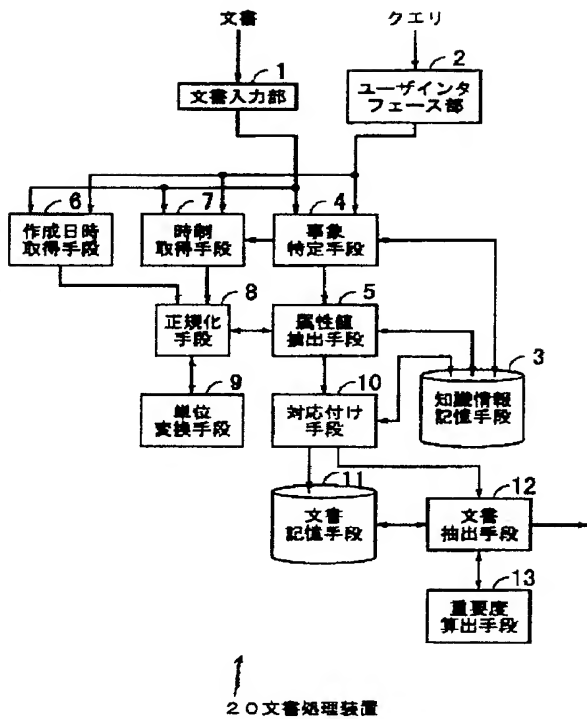 文書
クエリ
1
文書入力部
2
ユーザインタ
フェース部
6
作成日時
取得手段
7
時制
取得手段
4
事象
特定手段
8
正規化
手段
5
属性値
抽出手段
3
知識情報
記憶手段
9
単位
変換手段
10
対応付け
手段
11
文書
記憶手段
12
文書
抽出手段
13
重要度
算出手段
20文書処理装置